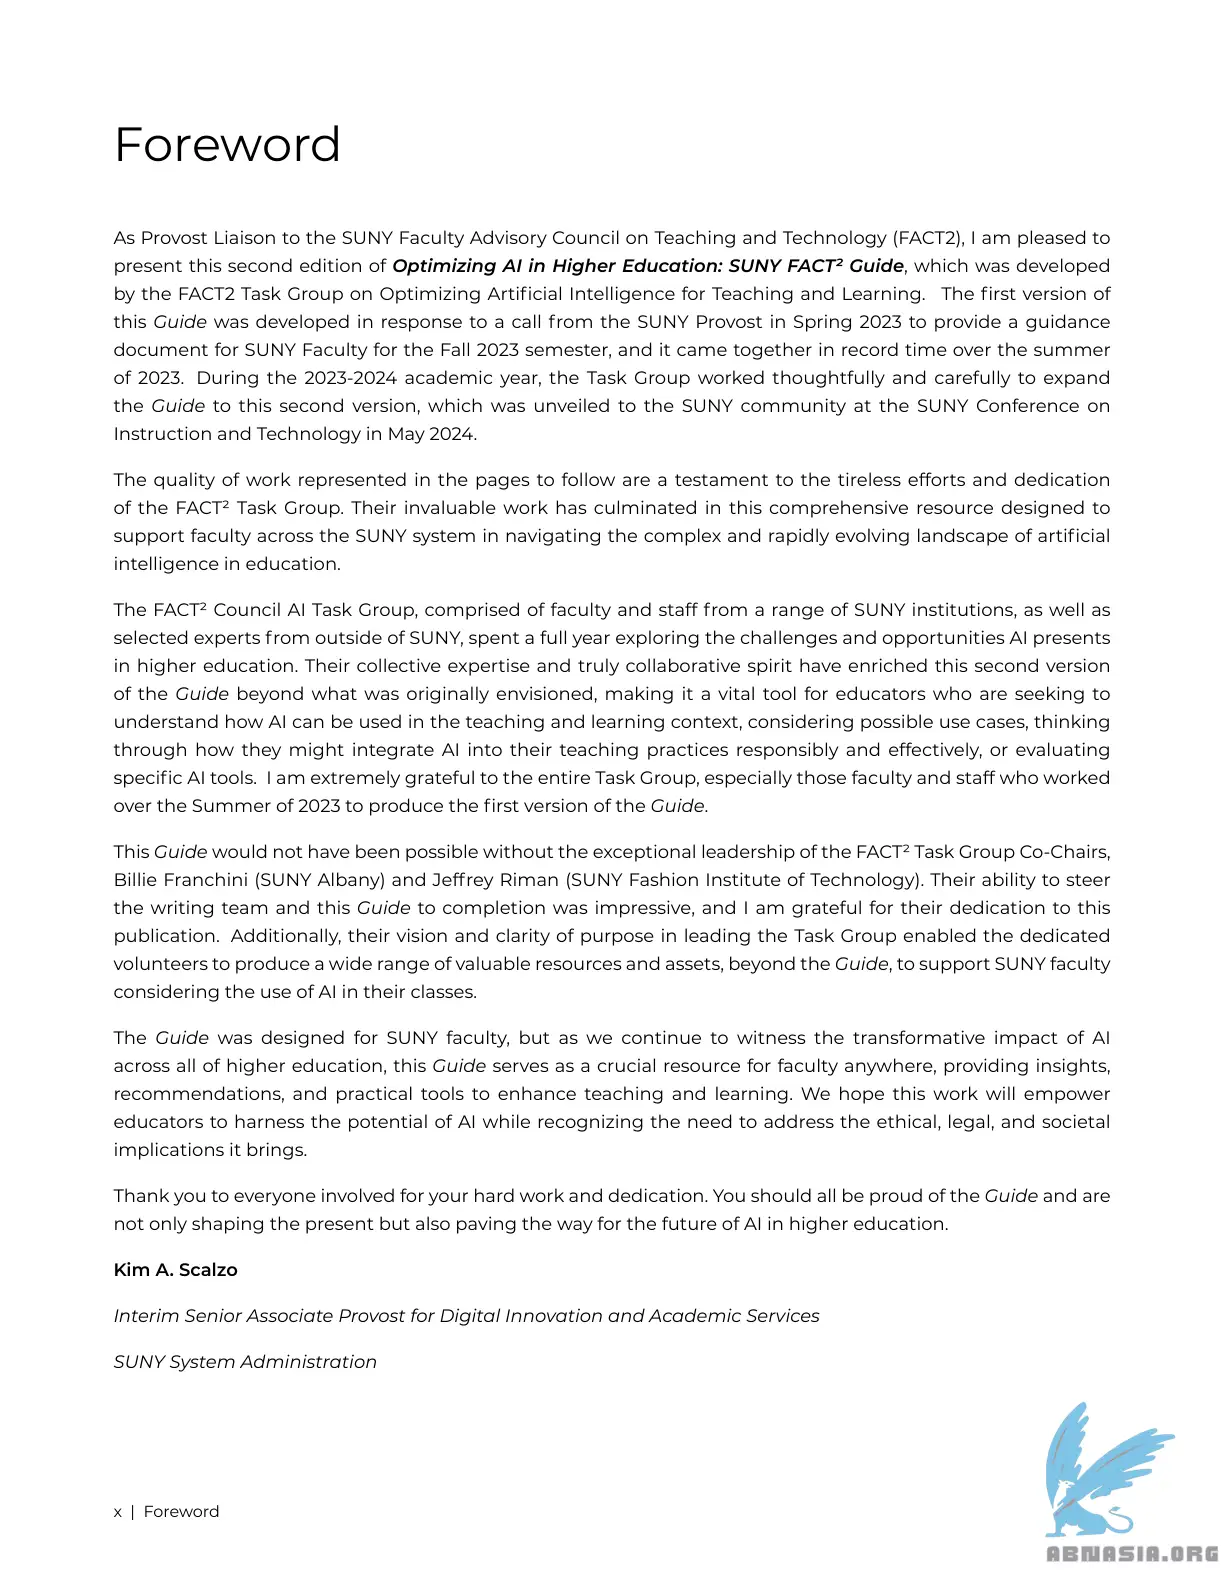 Foreword
As Provost Liaison to the SUNY Faculty Advisory Council on Teaching and Technology (FACT2), I am pleased to
present this second edition of Optimizing AI in Higher Education: SUNY FACT² Guide, which was developed
by the FACT2 Task Group on Optimizing Artificial Intelligence for Teaching and Learning.   The first version of
this Guide was developed in response to a call from the SUNY Provost in Spring 2023 to provide a guidance
document for SUNY Faculty for the Fall 2023 semester, and it came together in record time over the summer
of 2023.  During the 2023-2024 academic year, the Task Group worked thoughtfully and carefully to expand
the Guide to this second version, which was unveiled to the SUNY community at the SUNY Conference on
Instruction and Technology in May 2024.
The quality of work represented in the pages to follow are a testament to the tireless efforts and dedication
of the FACT² Task Group. Their invaluable work has culminated in this comprehensive resource designed to
support faculty across the SUNY system in navigating the complex and rapidly evolving landscape of artificial
intelligence in education.
The FACT² Council AI Task Group, comprised of faculty and staff from a range of SUNY institutions, as well as
selected experts from outside of SUNY, spent a full year exploring the challenges and opportunities AI presents
in higher education. Their collective expertise and truly collaborative spirit have enriched this second version
of the Guide beyond what was originally envisioned, making it a vital tool for educators who are seeking to
understand how AI can be used in the teaching and learning context, considering possible use cases, thinking
through how they might integrate AI into their teaching practices responsibly and effectively, or evaluating
specific AI tools.  I am extremely grateful to the entire Task Group, especially those faculty and staff who worked
over the Summer of 2023 to produce the first version of the Guide.
This Guide would not have been possible without the exceptional leadership of the FACT² Task Group Co-Chairs,
Billie Franchini (SUNY Albany) and Jeffrey Riman (SUNY Fashion Institute of Technology). Their ability to steer
the writing team and this Guide to completion was impressive, and I am grateful for their dedication to this
publication.  Additionally, their vision and clarity of purpose in leading the Task Group enabled the dedicated
volunteers to produce a wide range of valuable resources and assets, beyond the Guide, to support SUNY faculty
considering the use of AI in their classes.
The Guide was designed for SUNY faculty, but as we continue to witness the transformative impact of AI
across all of higher education, this Guide serves as a crucial resource for faculty anywhere, providing insights,
recommendations, and practical tools to enhance teaching and learning. We hope this work will empower
educators to harness the potential of AI while recognizing the need to address the ethical, legal, and societal
implications it brings.
Thank you to everyone involved for your hard work and dedication. You should all be proud of the Guide and are
not only shaping the present but also paving the way for the future of AI in higher education.
Kim A. Scalzo
Interim Senior Associate Provost for Digital Innovation and Academic Services
SUNY System Administration
x | Foreword
ABNASIA.ORG